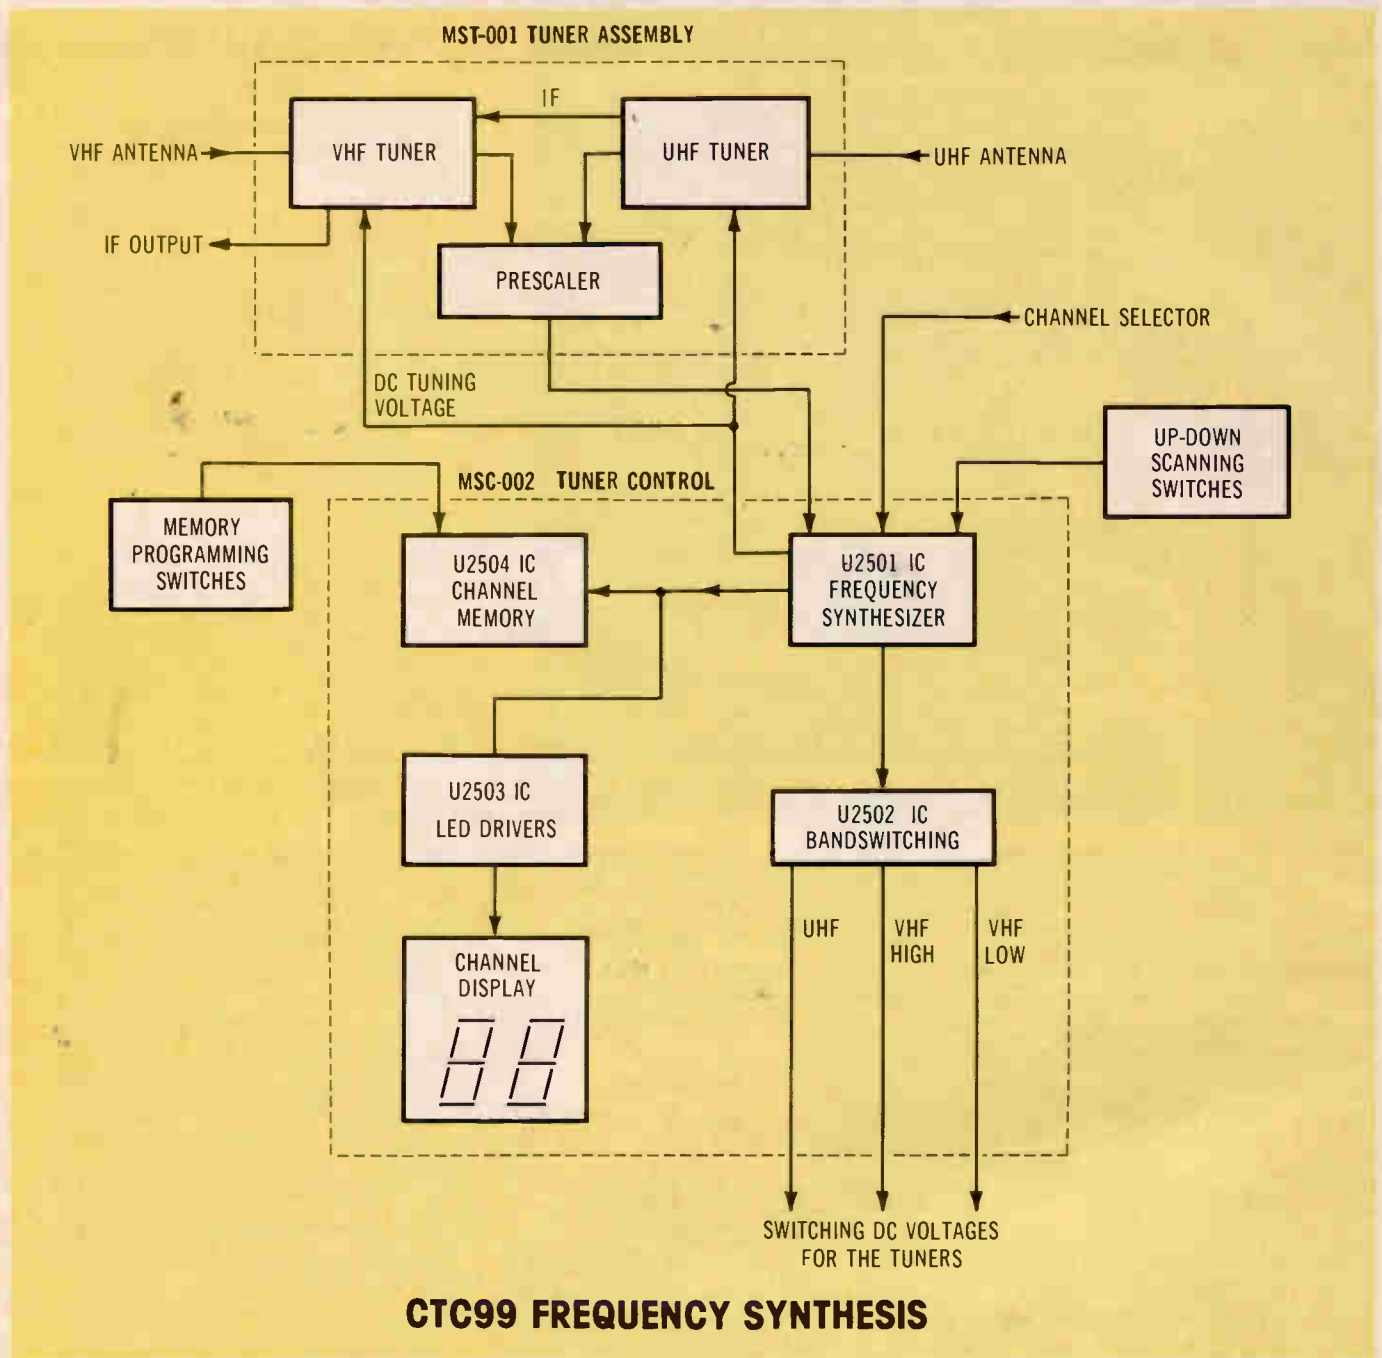 MST-001 TUNER ASSEMBLY
IF
VHF ANTENNA
VHF TUNER
UHF TUNER
UHF ANTENNA
IF OUTPUT
PRESCALER
CHANNEL SELECTOR
DC TUNING
VOLTAGE
UP-DOWN
SCANNING
SWITCHES
MSC-002 TUNER CONTROL
MEMORY
PROGRAMMING
SWITCHES
U2504 IC
CHANNEL
MEMORY
U2501 IC
FREQUENCY
SYNTHESIZER
U2503 IC
LED DRIVERS
U2502 IC
BANDSWITCHING
UHF
VHF
HIGH
VHF
LOW
CHANNEL
DISPLAY
88
SWITCHING DC VOLTAGES
FOR THE TUNERS
CTC99 FREQUENCY SYNTHESIS